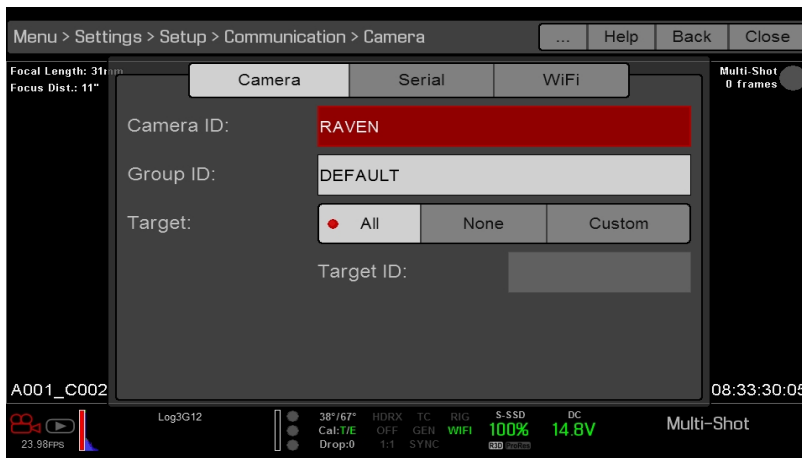 Menu > Settings > Setup > Communication > Camera
... Help Back Close
Focal Length: 31mm
Focus Dist.: 11"
Multi-Shot
0 frames
Camera Serial WiFi
Camera ID: RAVEN
Group ID: DEFAULT
Target: All None Custom
Target ID:
A001_C002
08:33:30:05
23.98FPS
Log3G12
38°/67° HDRX TC RIG S-SSD DC
Cal:T/E OFF GEN WIFI 100% 14.8V
Drop:0 1:1 SYNC R3D ProRes
Multi-Shot